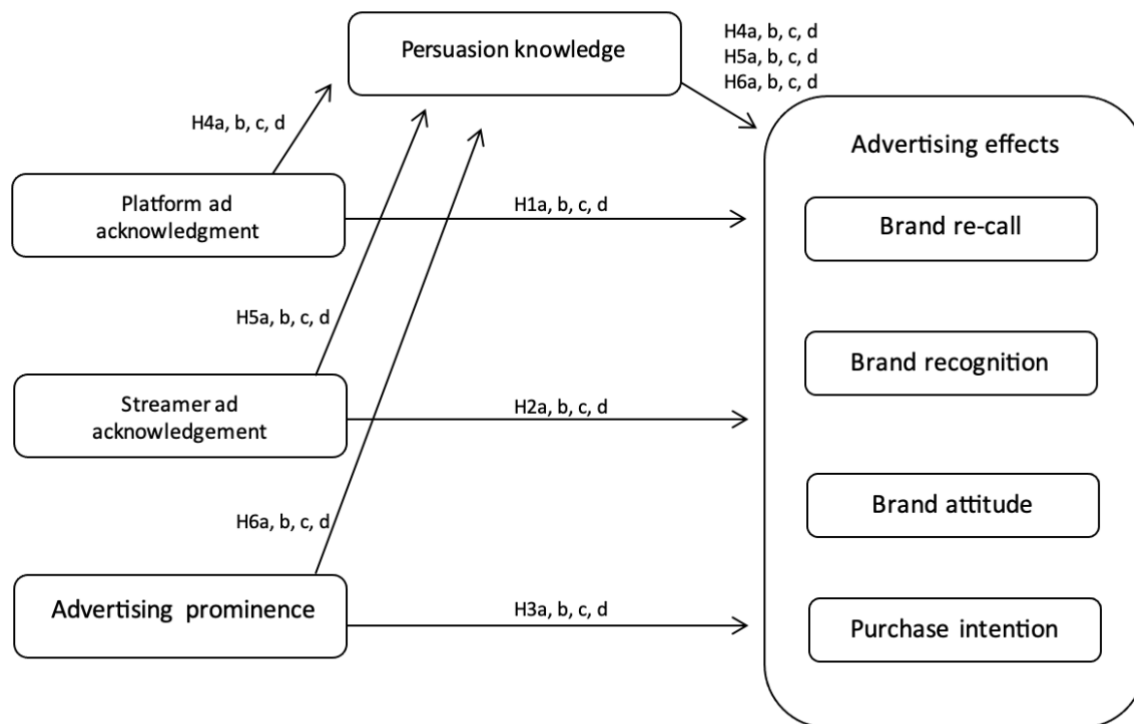 Persuasion knowledge
H4a, b, c, d
H5a, b, c, d
H6a, b, c, d
H4a, b, c, d
Advertising effects
Platform ad
acknowledgment
H1a, b, c, d
Brand re-call
H5a, b, c, d
Brand recognition
Streamer ad
acknowledgement
H2a, b, c, d
Brand attitude
H6a, b, c, d
Advertising prominence
H3a, b, c, d
Purchase intention